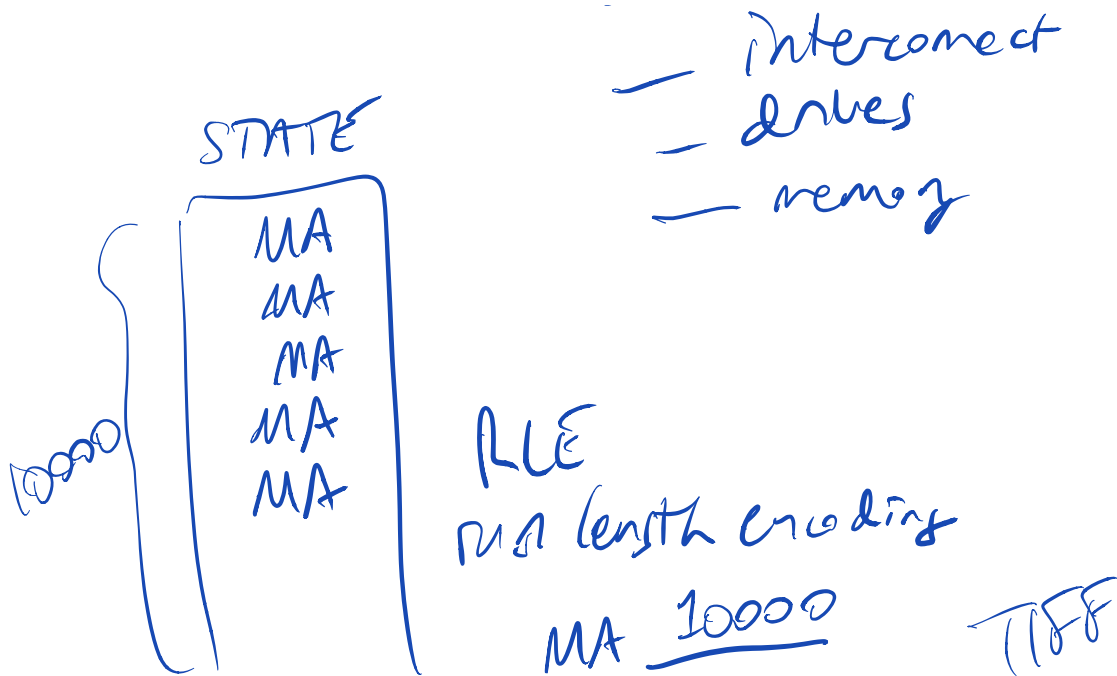 interconnect
drives
memory
STATE
MA
MA
MA
MA
MA
10000
RLE
run length encoding
MA 10000
TIFF